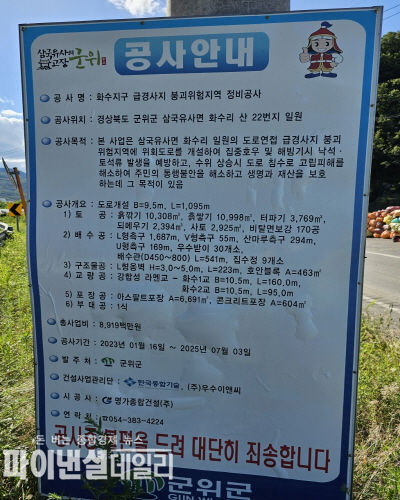 삼국유사의
고장 군위
공사안내
공 사 명 : 화수지구 급경사지 붕괴위험지역 정비공사
공사위치 : 경상북도 군위군 삼국유사면 화수리 산 22번지 일원
공사목적 : 본 사업은 삼국유사면 화수리 일원의 도로면접 급경사지 붕괴
위험지역에 위회도로를 개설하여 집중호우 및 해빙기시 낙석·
토석류 발생을 예방하고, 수위 상승시 도로 침수로 고립피해를
해소하여 주민의 통행불안을 해소하고 생명과 재산을 보호
하는데 그 목적이 있음
공사개요 : 도로개설 B=9.5m, L=1,095m
1) 토 공 : 흙깎기 10,308㎥, 흙쌓기 10,998㎥, 터파기 3,769㎥,
되메우기 2,394㎥, 사토 2,925㎥, 비탈면보강 170공
2) 배 수 공 : L형측구 1,687m, V형측구 55m, 산마루측구 294m,
U형측구 169m, 우수받이 30개소,
배수관(D450~800) L=541m, 집수정 9개소
3) 구조물공 : L형옹벽 H=3.0~5.0m, L=223m, 호안블록 A=463㎡
4) 교 량 공 : 강합성 라멘교 - 화수1교 B=10.5m, L=160.0m,
화수2교 B=10.5m, L=95.0m
5) 포 장 공 : 아스팔트포장 A=6,691㎡, 콘크리트포장 A=604㎡
6) 부 대 공 : 1식
총사업비 : 8,919백만원
공사기간 : 2023년 01월 16일 ~ 2025년 07월 03일
발 주 처 : 군위군
건설사업관리단 : 한국종합기술, (주)우수이앤씨
시 공 사 : 명가종합건설(주)
연 락 처 : ☎054-383-4224
드려 대단히 죄송합니다
돈 버는 종합경제 뉴스
파이낸셜데일리
군위군